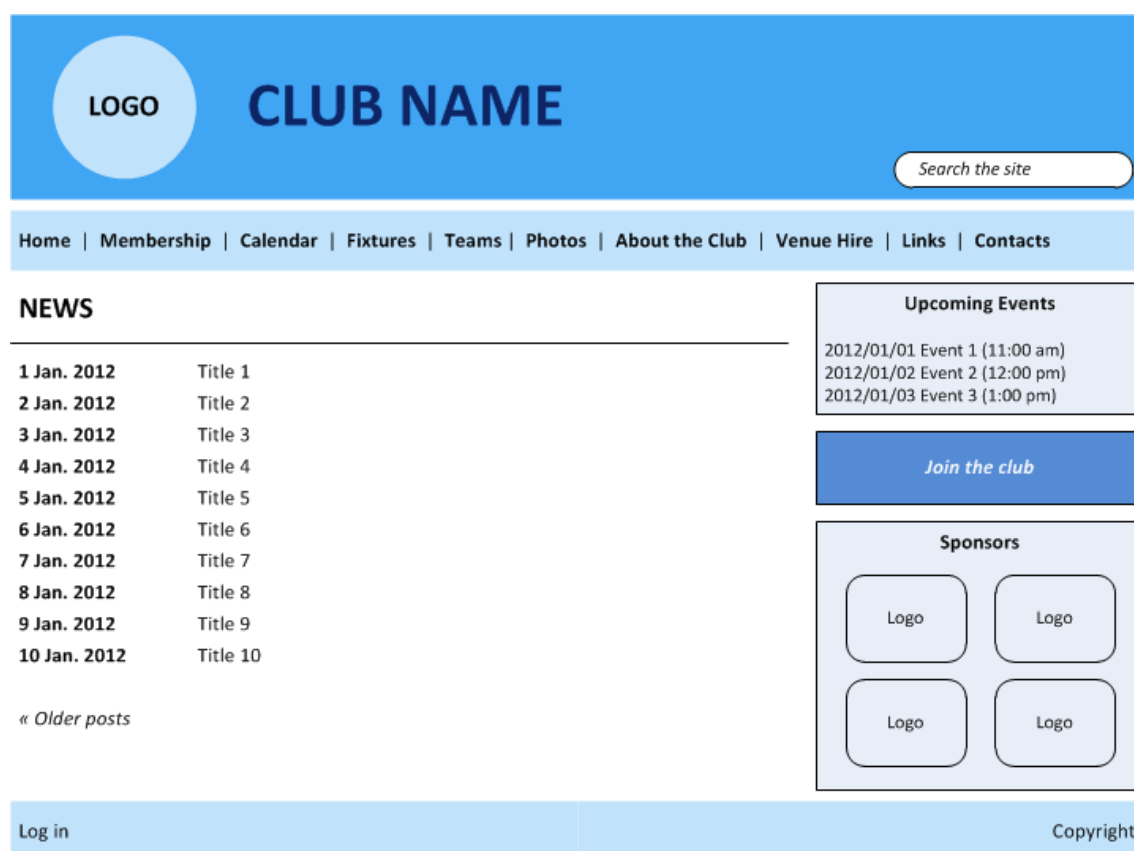 LOGO
CLUB NAME
Search the site
Home | Membership | Calendar | Fixtures | Teams | Photos | About the Club | Venue Hire | Links | Contacts
NEWS
1 Jan. 2012 Title 1
2 Jan. 2012 Title 2
3 Jan. 2012 Title 3
4 Jan. 2012 Title 4
5 Jan. 2012 Title 5
6 Jan. 2012 Title 6
7 Jan. 2012 Title 7
8 Jan. 2012 Title 8
9 Jan. 2012 Title 9
10 Jan. 2012 Title 10
« Older posts
Upcoming Events
2012/01/01 Event 1 (11:00 am)
2012/01/02 Event 2 (12:00 pm)
2012/01/03 Event 3 (1:00 pm)
Join the club
Sponsors
Logo Logo
Logo Logo
Log in Copyright